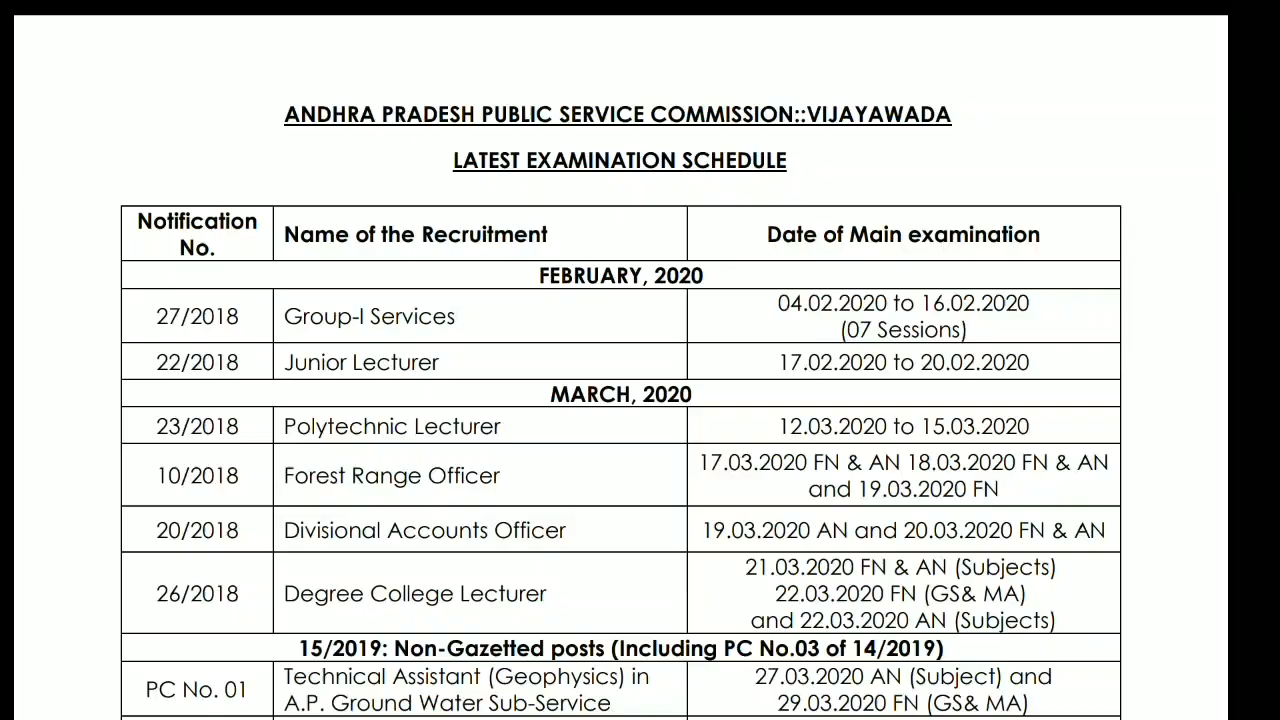 ANDHRA PRADESH PUBLIC SERVICE COMMISSION::VIJAYAWADA
LATEST EXAMINATION SCHEDULE
Notification No. Name of the Recruitment Date of Main examination
FEBRUARY, 2020
27/2018 Group-I Services 04.02.2020 to 16.02.2020
(07 Sessions)
22/2018 Junior Lecturer 17.02.2020 to 20.02.2020
MARCH, 2020
23/2018 Polytechnic Lecturer 12.03.2020 to 15.03.2020
10/2018 Forest Range Officer 17.03.2020 FN & AN 18.03.2020 FN & AN
and 19.03.2020 FN
20/2018 Divisional Accounts Officer 19.03.2020 AN and 20.03.2020 FN & AN
26/2018 Degree College Lecturer 21.03.2020 FN & AN (Subjects)
22.03.2020 FN (GS& MA)
and 22.03.2020 AN (Subjects)
15/2019: Non-Gazetted posts (Including PC No.03 of 14/2019)
PC No. 01 Technical Assistant (Geophysics) in 27.03.2020 AN (Subject) and
A.P. Ground Water Sub-Service 29.03.2020 FN (GS& MA)